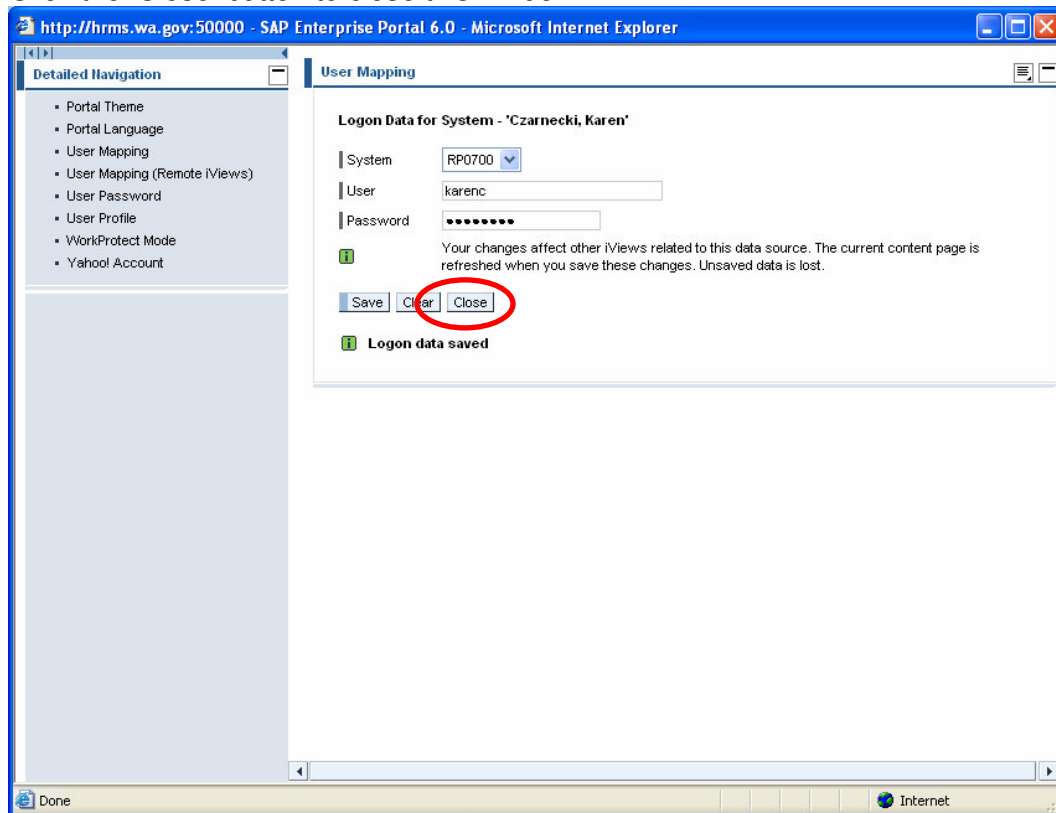 http://hrms.wa.gov:50000 - SAP Enterprise Portal 6.0 - Microsoft Internet Explorer
Detailed Navigation
Portal Theme
Portal Language
User Mapping
User Mapping (Remote iViews)
User Password
User Profile
WorkProtect Mode
Yahoo! Account
User Mapping
Logon Data for System - 'Czarnecki, Karen'
System RP0700
User karenc
Password ••••••••
Your changes affect other iViews related to this data source. The current content page is
refreshed when you save these changes. Unsaved data is lost.
Save Clear Close
Logon data saved
Done Internet